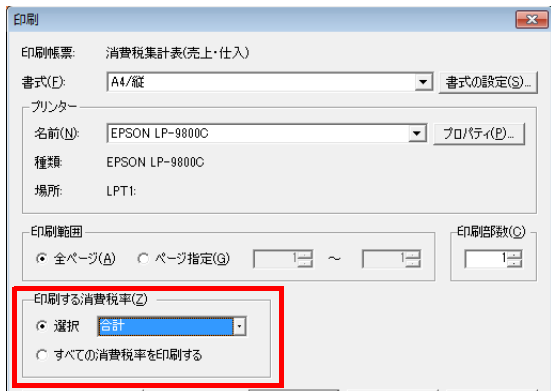 印刷
印刷帳票: 消費税集計表(売上・仕入)
書式(F): A4/縦 書式の設定(S)...
プリンター
名前(N): EPSON LP-9800C プロパティ(P)...
種類: EPSON LP-9800C
場所: LPT1:
印刷範囲 印刷部数(C)
全ページ(A) ページ指定(G) 1 ～ 1 1
印刷する消費税率(Z)
選択 合計
すべての消費税率を印刷する